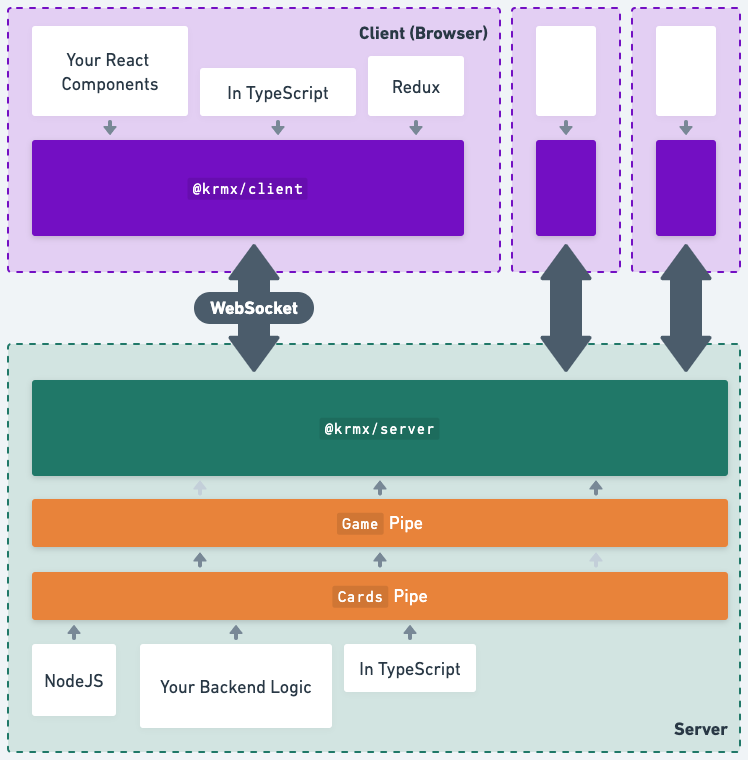 Client (Browser)
Your React
Components
In TypeScript
Redux
@krmx/client
WebSocket
@krmx/server
Game Pipe
Cards Pipe
NodeJS
Your Backend Logic
In TypeScript
Server